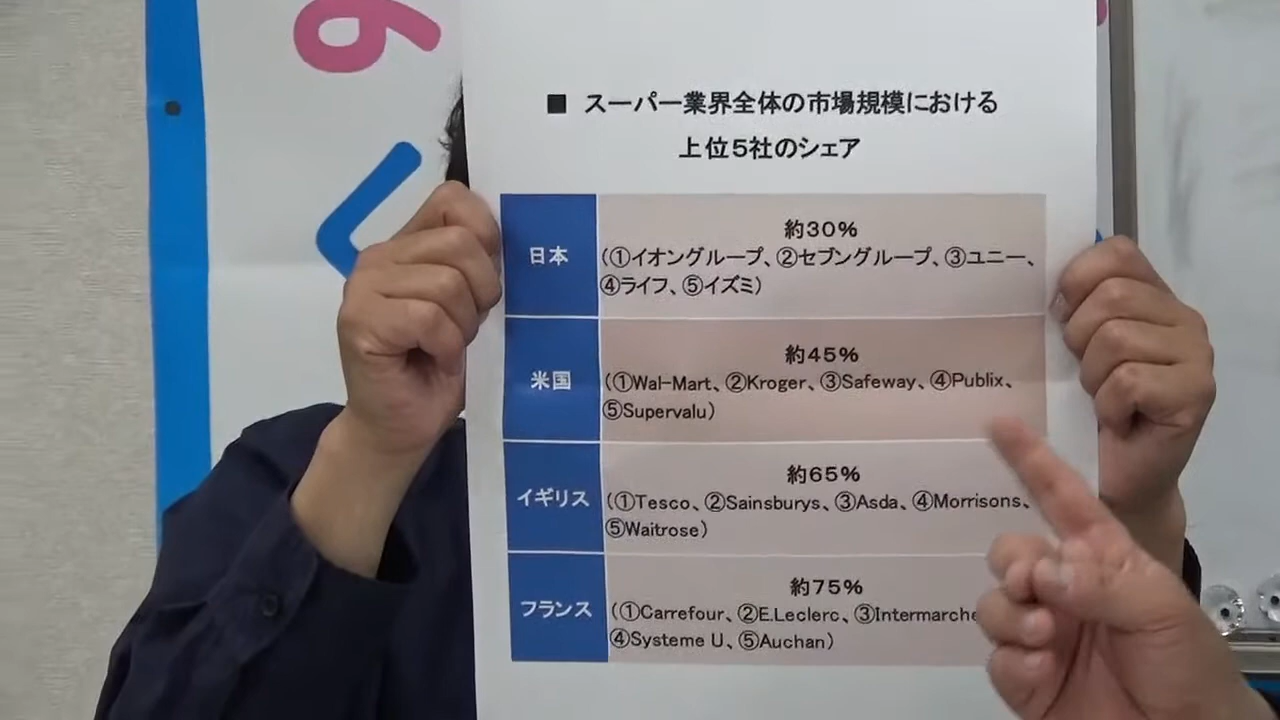 ■ スーパー業界全体の市場規模における
上位５社のシェア
日本
約３０％
（①イオングループ、②セブングループ、③ユニー、
④ライフ、⑤イズミ）
米国
約４５％
（①Wal-Mart、②Kroger、③Safeway、④Publix、
⑤Supervalu）
イギリス
約６５％
（①Tesco、②Sainsburys、③Asda、④Morrisons、
⑤Waitrose）
フランス
約７５％
（①Carrefour、②E.Leclerc、③Intermarche
④Systeme U、⑤Auchan）